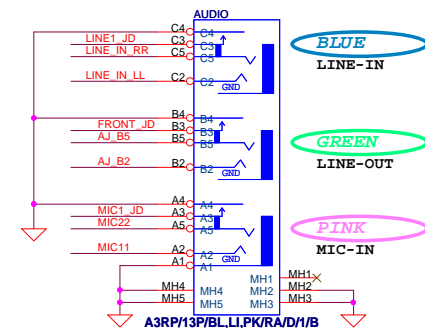 AUDIO
C4 C4
LINE1_JD C3 C3
LINE_IN_RR C5 C5
BLUE
LINE-IN
LINE_IN_LL C2 C2
GND
B4 B4
FRONT_JD B3 B3
AJ_B5 B5 B5
GREEN
LINE-OUT
AJ_B2 B2 B2
GND
A4 A4
MIC1_JD A3 A3
MIC22 A5 A5
PINK
MIC-IN
MIC11 A2 A2
GND
A1 A1
MH1 MH1
MH4 MH4 MH2 MH2
MH5 MH5 MH3 MH3
A3RP/13P/BL,LI,PK/RA/D/1/B